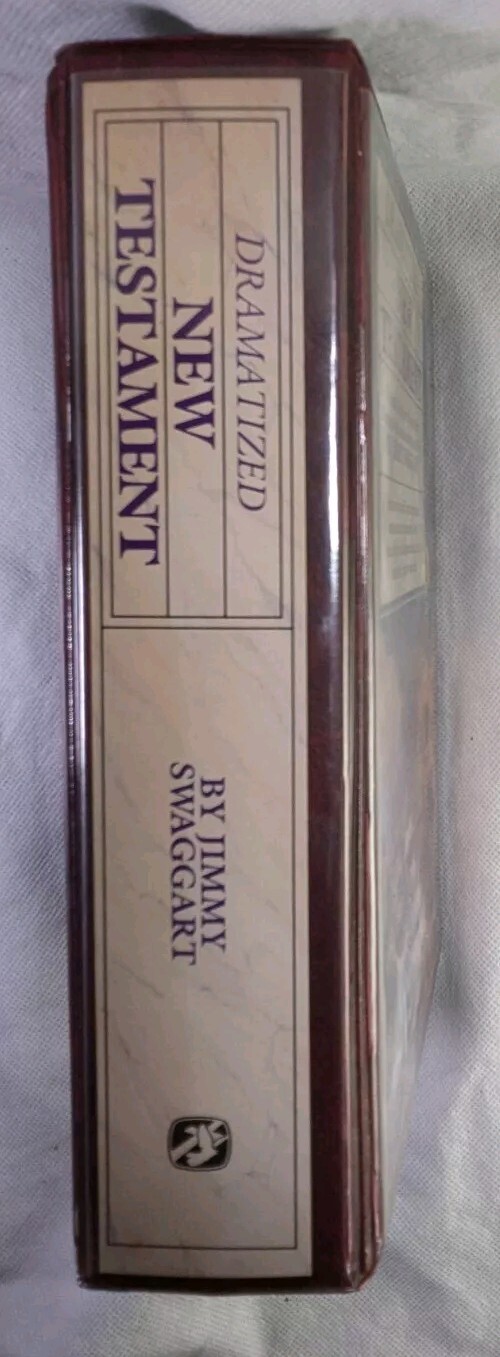 DRAMATIZED
NEW
TESTAMENT
BY JIMMY
SWAGGART